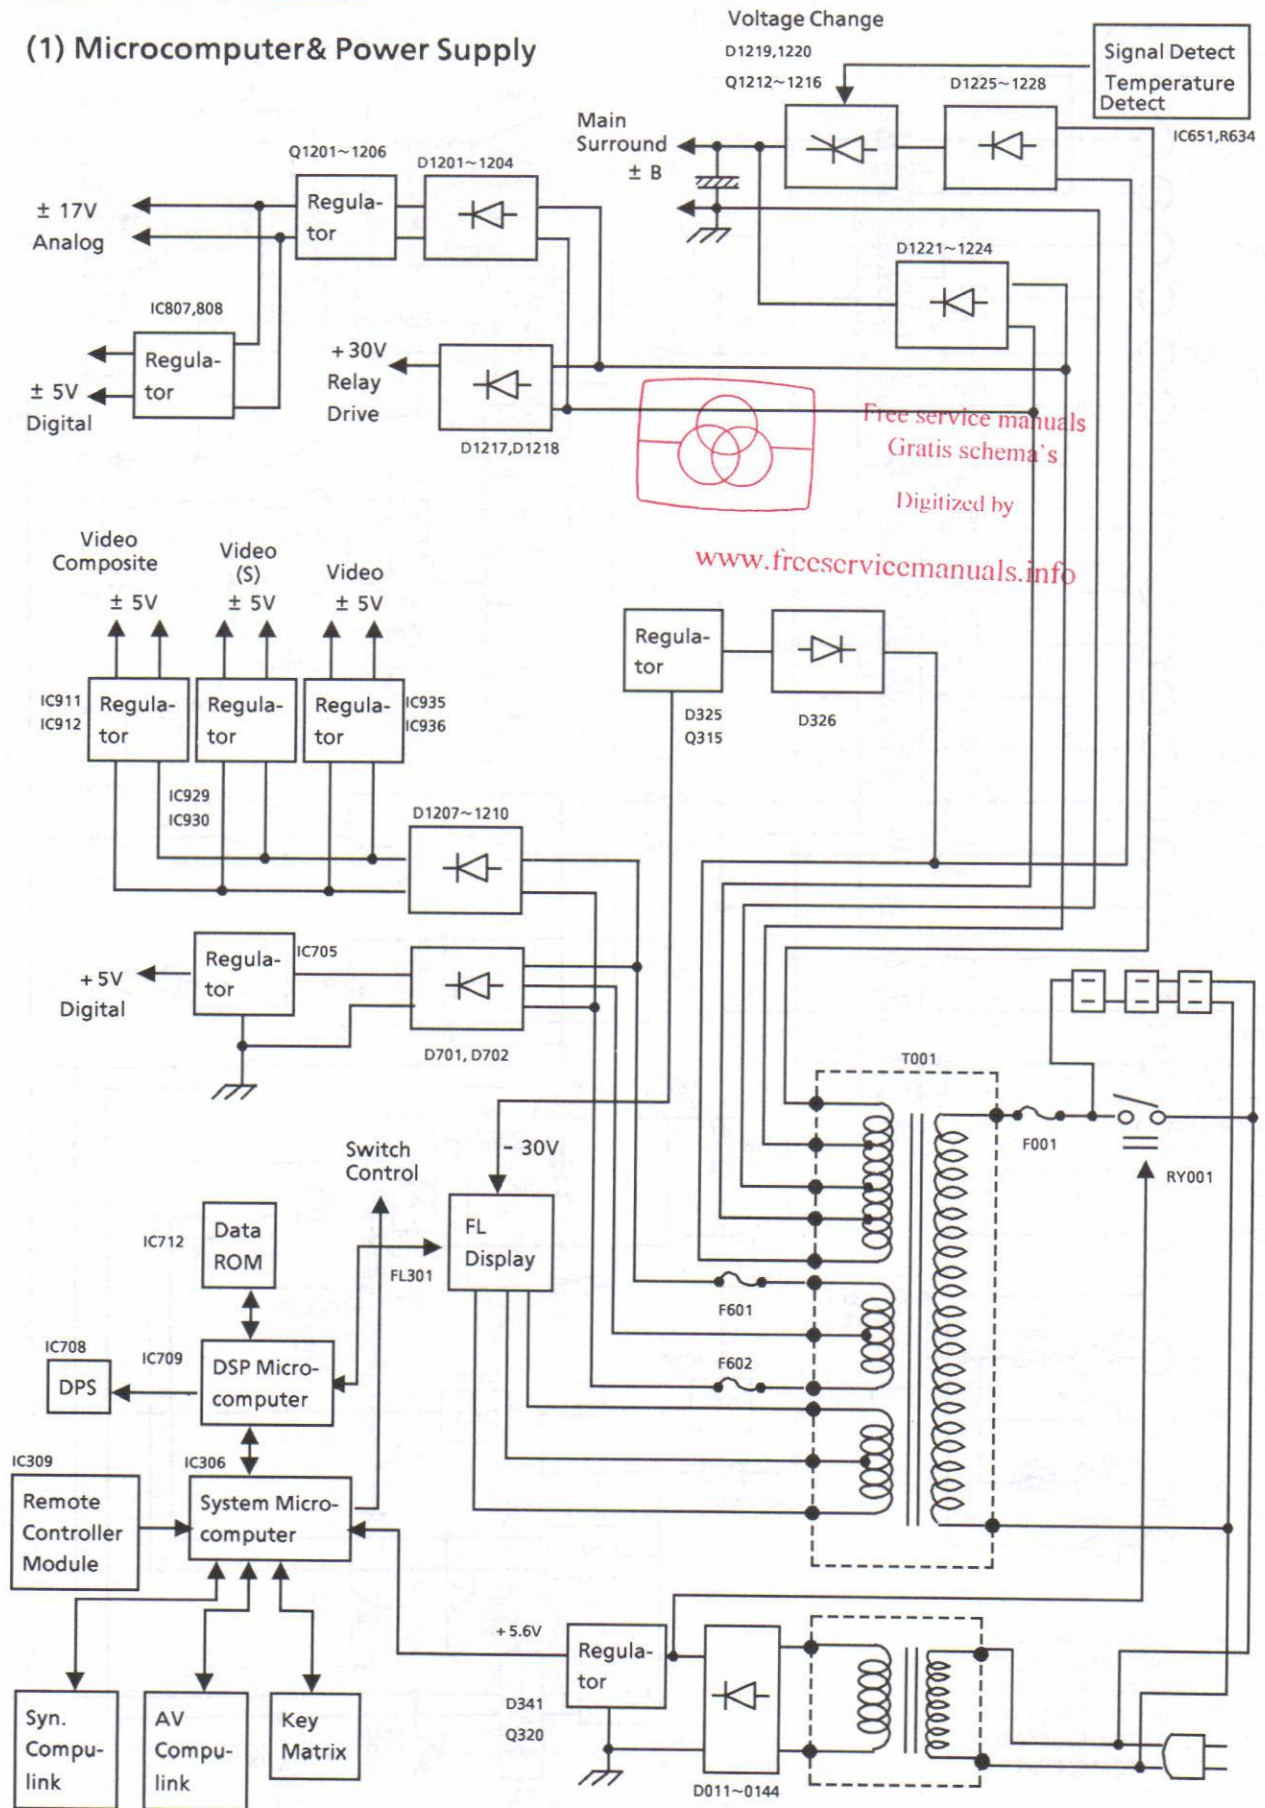 (1) Microcomputer& Power Supply
Voltage Change
D1219,1220
Q1212~1216
D1225~1228
Signal Detect
Temperature
Detect
IC651,R634
Main
Surround
± B
Q1201~1206
D1201~1204
Regula-
tor
± 17V
Analog
D1221~1224
IC807,808
Regula-
tor
± 5V
Digital
+30V
Relay
Drive
D1217,D1218
Free service manuals
Gratis schema`s
Digitized by
www.freeservicemanuals.info
Video
Composite
± 5V
Video
(S)
± 5V
Video
± 5V
IC911
IC912
Regula-
tor
Regula-
tor
Regula-
tor
IC935
IC936
IC929
IC930
Regula-
tor
D325
Q315
D326
D1207~1210
Regula-
tor
IC705
+5V
Digital
D701, D702
T001
F001
RY001
Switch
Control
– 30V
IC712
Data
ROM
FL301
FL
Display
F601
F602
IC708
DPS
IC709
DSP Micro-
computer
IC309
Remote
Controller
Module
IC306
System Micro-
computer
+5.6V
Regula-
tor
D341
Q320
D011~0144
Syn.
Compu-
link
AV
Compu-
link
Key
Matrix